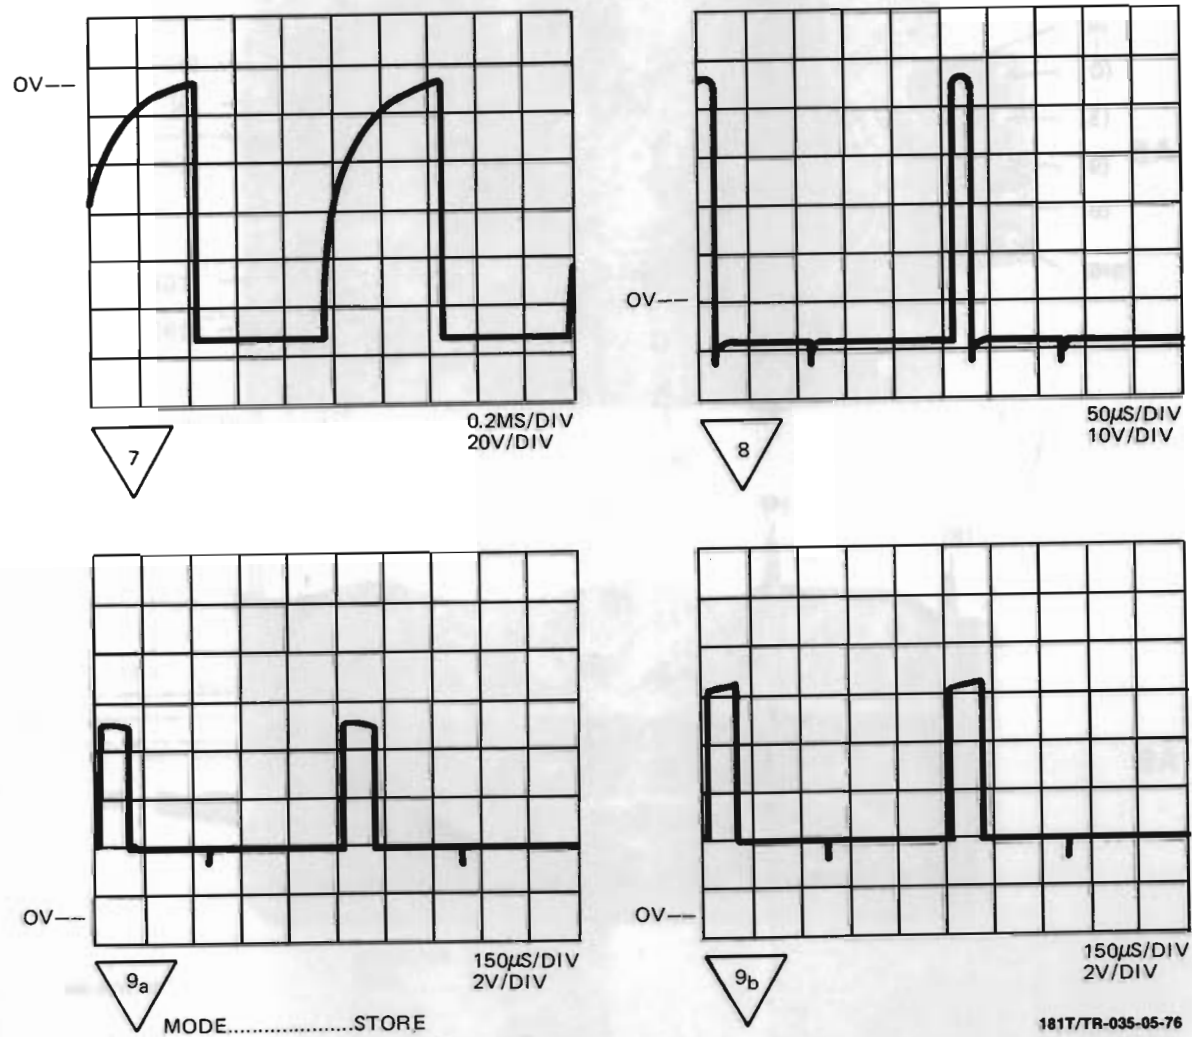 OV--
OV--
0.2MS/DIV
20V/DIV
50µS/DIV
10V/DIV
7
8
OV--
OV--
150µS/DIV
2V/DIV
150µS/DIV
2V/DIV
9a
9b
MODE.....................STORE
181T/TR-035-05-76